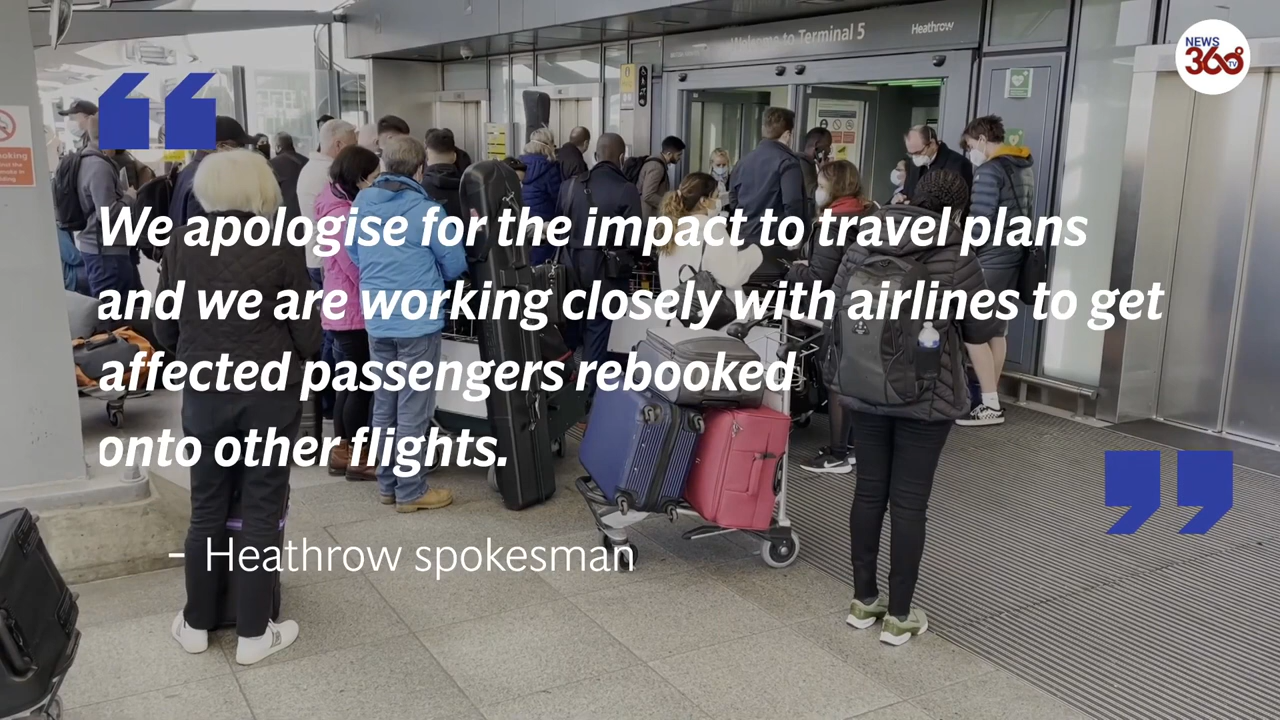 Welcome to Terminal 5
Heathrow
NEWS
360
We apologise for the impact to travel plans
and we are working closely with airlines to get
affected passengers rebooked
onto other flights.
– Heathrow spokesman